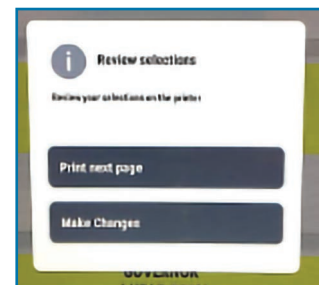 Review selections
Review your selections on the printer
Print next page
Make Changes
GOVERNOR